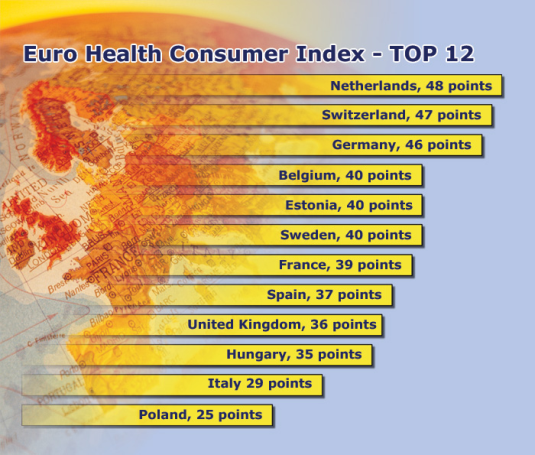 Euro Health Consumer Index - TOP 12
Netherlands, 48 points
Switzerland, 47 points
Germany, 46 points
Belgium, 40 points
Estonia, 40 points
Sweden, 40 points
France, 39 points
Spain, 37 points
United Kingdom, 36 points
Hungary, 35 points
Italy 29 points
Poland, 25 points